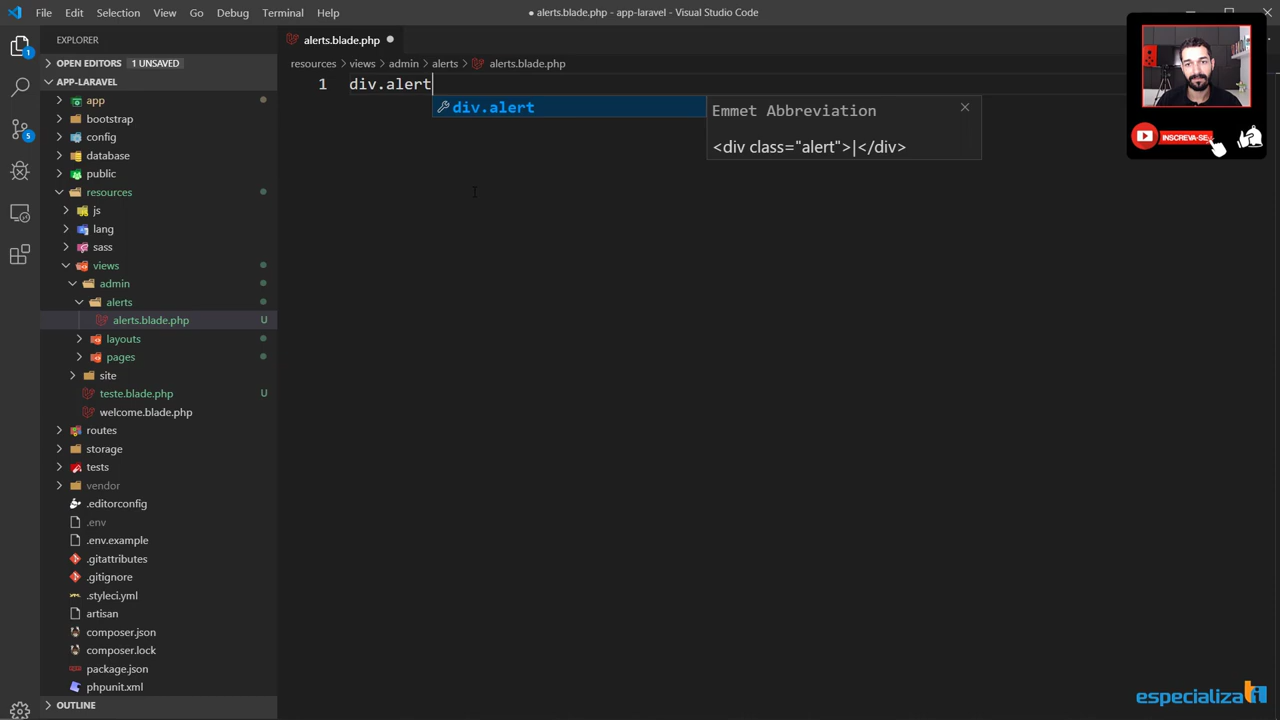 File Edit Selection View Go Debug Terminal Help
● alerts.blade.php - app-laravel - Visual Studio Code
EXPLORER
OPEN EDITORS 1 UNSAVED
APP-LARAVEL
app
bootstrap
config
database
public
resources
js
lang
sass
views
admin
alerts
alerts.blade.php U
layouts
pages
site
teste.blade.php U
welcome.blade.php
routes
storage
tests
vendor
.editorconfig
.env
.env.example
.gitattributes
.gitignore
.styleci.yml
artisan
composer.json
composer.lock
package.json
phpunit.xml
OUTLINE
1
5
alerts.blade.php
resources > views > admin > alerts > alerts.blade.php
1 div.alert
div.alert
Emmet Abbreviation
<div class="alert">|</div>
INSCREVA-SE
especializati